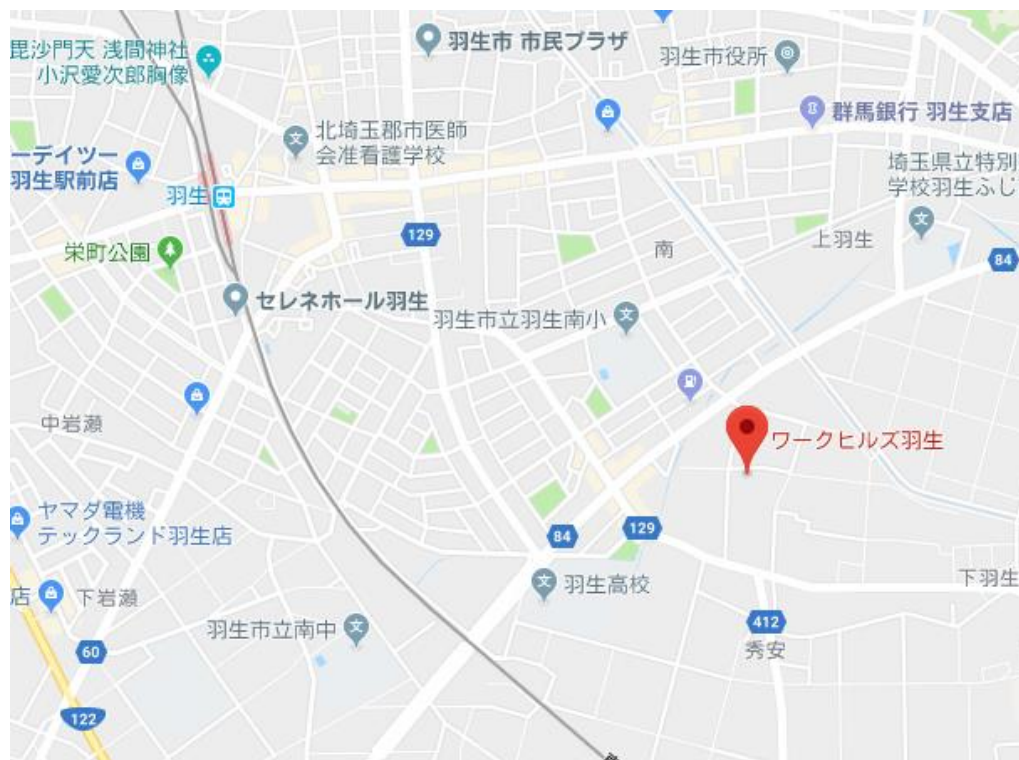 羽生市 市民プラザ
毘沙門天 浅間神社
小沢愛次郎胸像
羽生市役所
群馬銀行 羽生支店
北埼玉郡市医師
会准看護学校
ーデイツー
羽生駅前店
埼玉県立特別
学校羽生ふじ
羽生
129
南
上羽生
栄町公園
84
セレネホール羽生
羽生市立羽生南小
中岩瀬
ワークヒルズ羽生
ヤマダ電機
テックランド羽生店
84
129
店
下岩瀬
羽生高校
下羽生
羽生市立南中
412
秀安
60
122